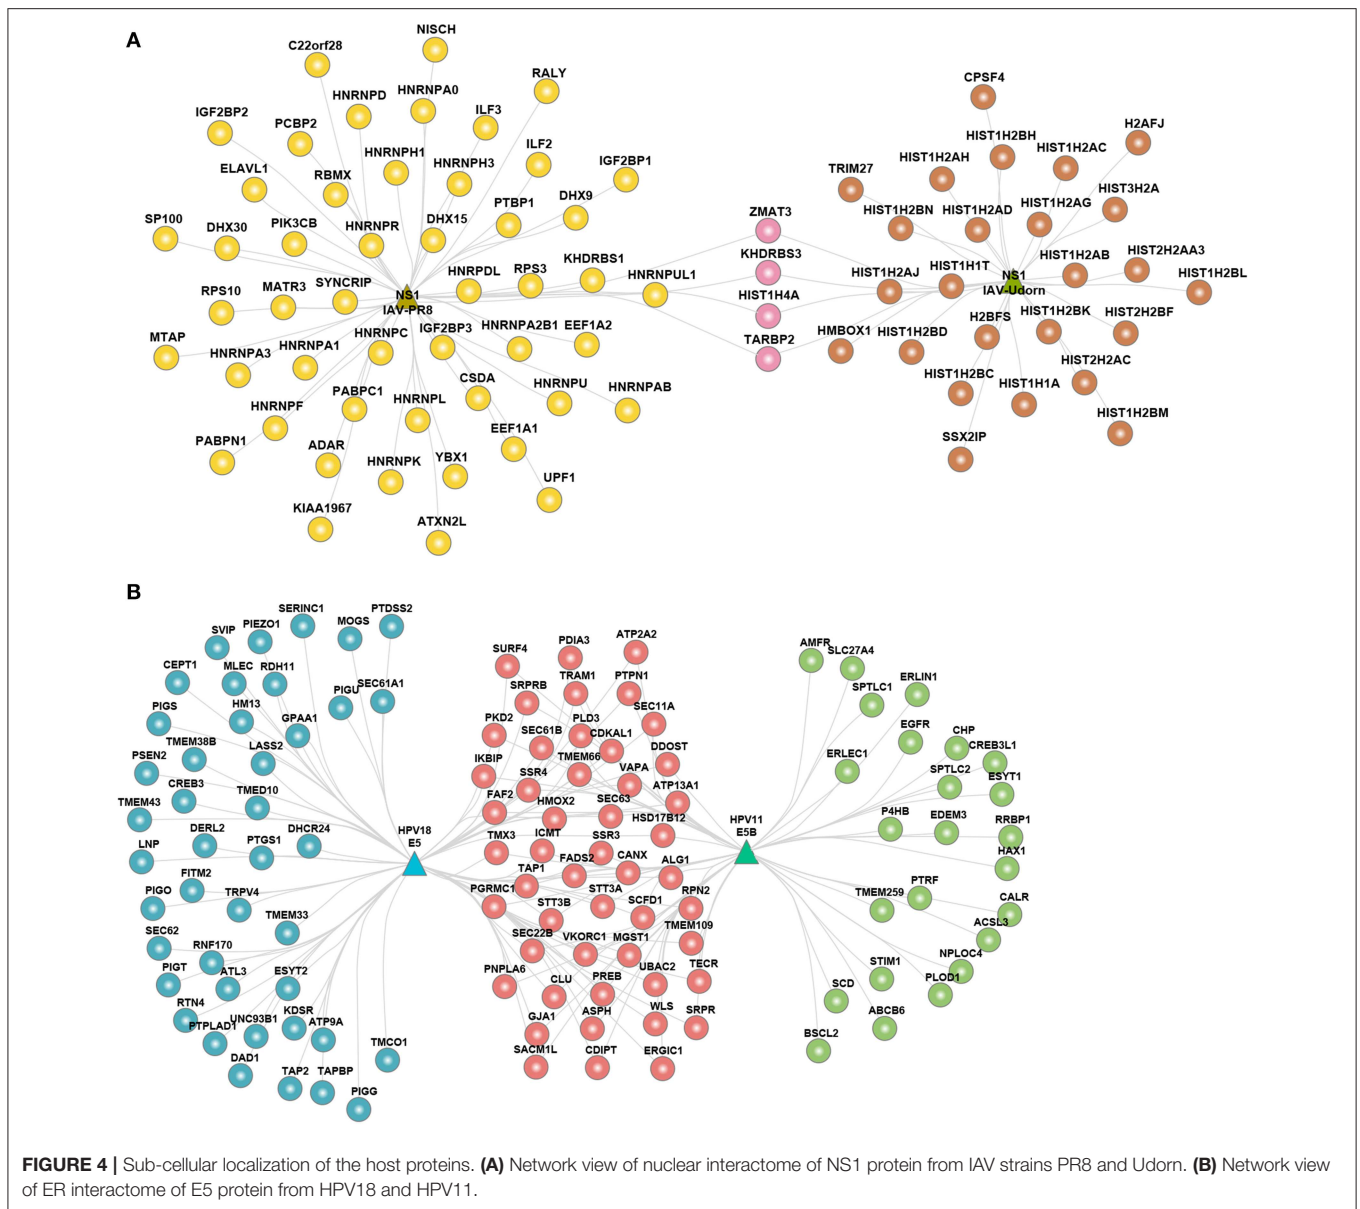 A
NISCH
C22orf28
RALY
HNRNPD
HNRNPA0
ILF3
IGF2BP2
PCBP2
ILF2
HNRNPH1
HNRNPH3
IGF2BP1
ELAVL1
RBMX
DHX9
PTBP1
SP100
DHX30
PIK3CB
HNRNPR
DHX15
KHDRBS1
HNRPDL
RPS3
HNRNPUL1
SYNCRIP
MATR3
RPS10
NS1
IAV-PR8
IGF2BP3
HNRNPA2B1
EEF1A2
HNRNPC
MTAP
HNRNPA3
HNRNPA1
CSDA
HNRNPU
HNRNPAB
PABPC1
HNRNPL
HNRNPF
EEF1A1
PABPN1
ADAR
HNRNPK
YBX1
UPF1
KIAA1967
ATXN2L
ZMAT3
KHDRBS3
HIST1H4A
TARBP2
CPSF4
H2AFJ
HIST1H2BH
HIST1H2AC
HIST1H2AH
TRIM27
HIST3H2A
HIST1H2BN
HIST1H2AD
HIST1H2AG
HIST1H2AB
HIST2H2AA3
HIST1H2AJ
HIST1H1T
HIST1H2BL
NS1
IAV-Udorn
H2BFS
HIST1H2BK
HIST2H2BF
HMBOX1
HIST1H2BD
HIST2H2AC
HIST1H2BC
HIST1H1A
HIST1H2BM
SSX2IP
B
SERINC1
PTDSS2
SVIP
PIEZO1
MOGS
CEPT1
MLEC
RDH11
PIGU
SEC61A1
PIGS
HM13
GPAA1
TMEM38B
LASS2
PSEN2
CREB3
TMED10
TMEM43
DERL2
PTGS1
DHCR24
LNP
FITM2
PIGO
TRPV4
TMEM33
SEC62
RNF170
PIGT
ATL3
ESYT2
RTN4
PTPLAD1
UNC93B1
KDSR
ATP9A
DAD1
TMCO1
TAP2
TAPBP
PIGG
HPV18
E5
SURF4
PDIA3
ATP2A2
SRPRB
TRAM1
PTPN1
PKD2
SEC11A
SEC61B
PLD3
CDKAL1
IKBIP
TMEM66
DDOST
SSR4
VAPA
ATP13A1
FAF2
HMOX2
SEC63
HSD17B12
TMX3
ICMT
SSR3
TAP1
FADS2
CANX
ALG1
PGRMC1
STT3A
SCFD1
RPN2
STT3B
TMEM109
SEC22B
VKORC1
MGST1
PNPLA6
CLU
PREB
UBAC2
TECR
GJA1
ASPH
WLS
SRPR
SACM1L
CDIPT
ERGIC1
HPV11
E5B
AMFR
SLC27A4
SPTLC1
ERLIN1
EGFR
CHP
ERLEC1
CREB3L1
SPTLC2
ESYT1
P4HB
EDEM3
RRBP1
HAX1
TMEM259
PTRF
CALR
ACSL3
STIM1
NPLOC4
PLOD1
SCD
ABCB6
BSCL2
FIGURE 4 | Sub-cellular localization of the host proteins. (A) Network view of nuclear interactome of NS1 protein from IAV strains PR8 and Udorn. (B) Network view
of ER interactome of E5 protein from HPV18 and HPV11.